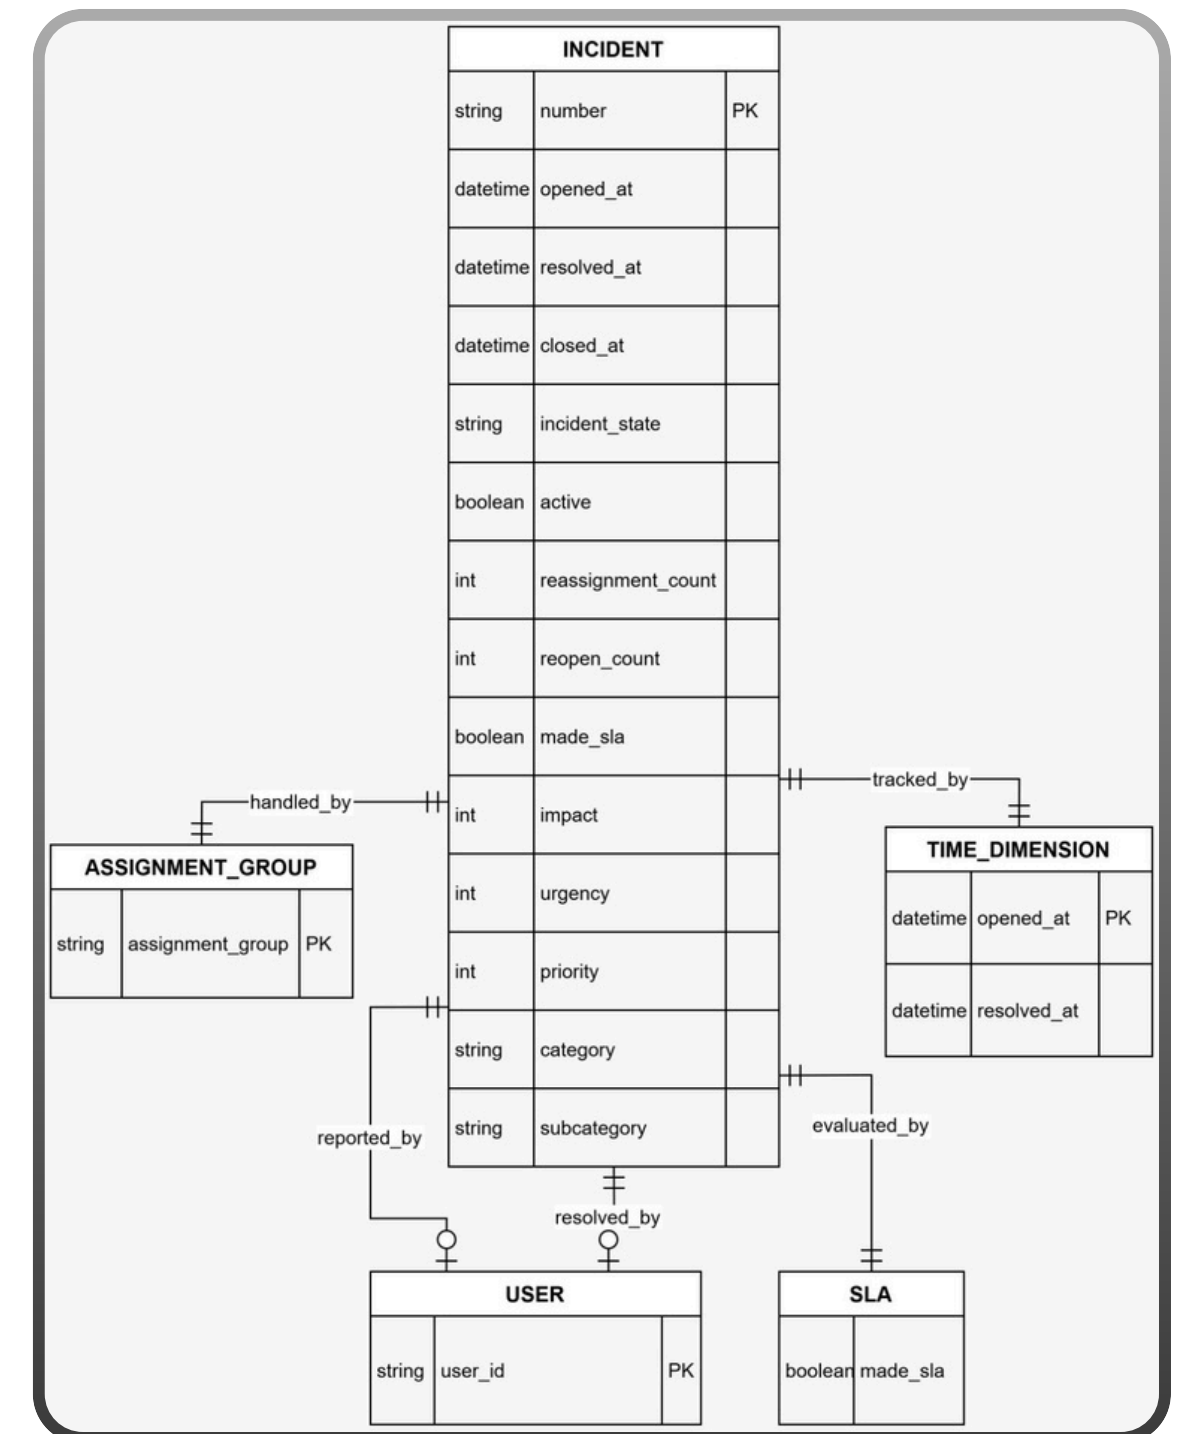 INCIDENT
string number PK
datetime opened_at
datetime resolved_at
datetime closed_at
string incident_state
boolean active
int reassignment_count
int reopen_count
boolean made_sla
int impact
int urgency
int priority
string category
string subcategory
handled_by
tracked_by
ASSIGNMENT_GROUP
string assignment_group PK
TIME_DIMENSION
datetime opened_at PK
datetime resolved_at
reported_by
evaluated_by
resolved_by
USER
string user_id PK
SLA
boolean made_sla